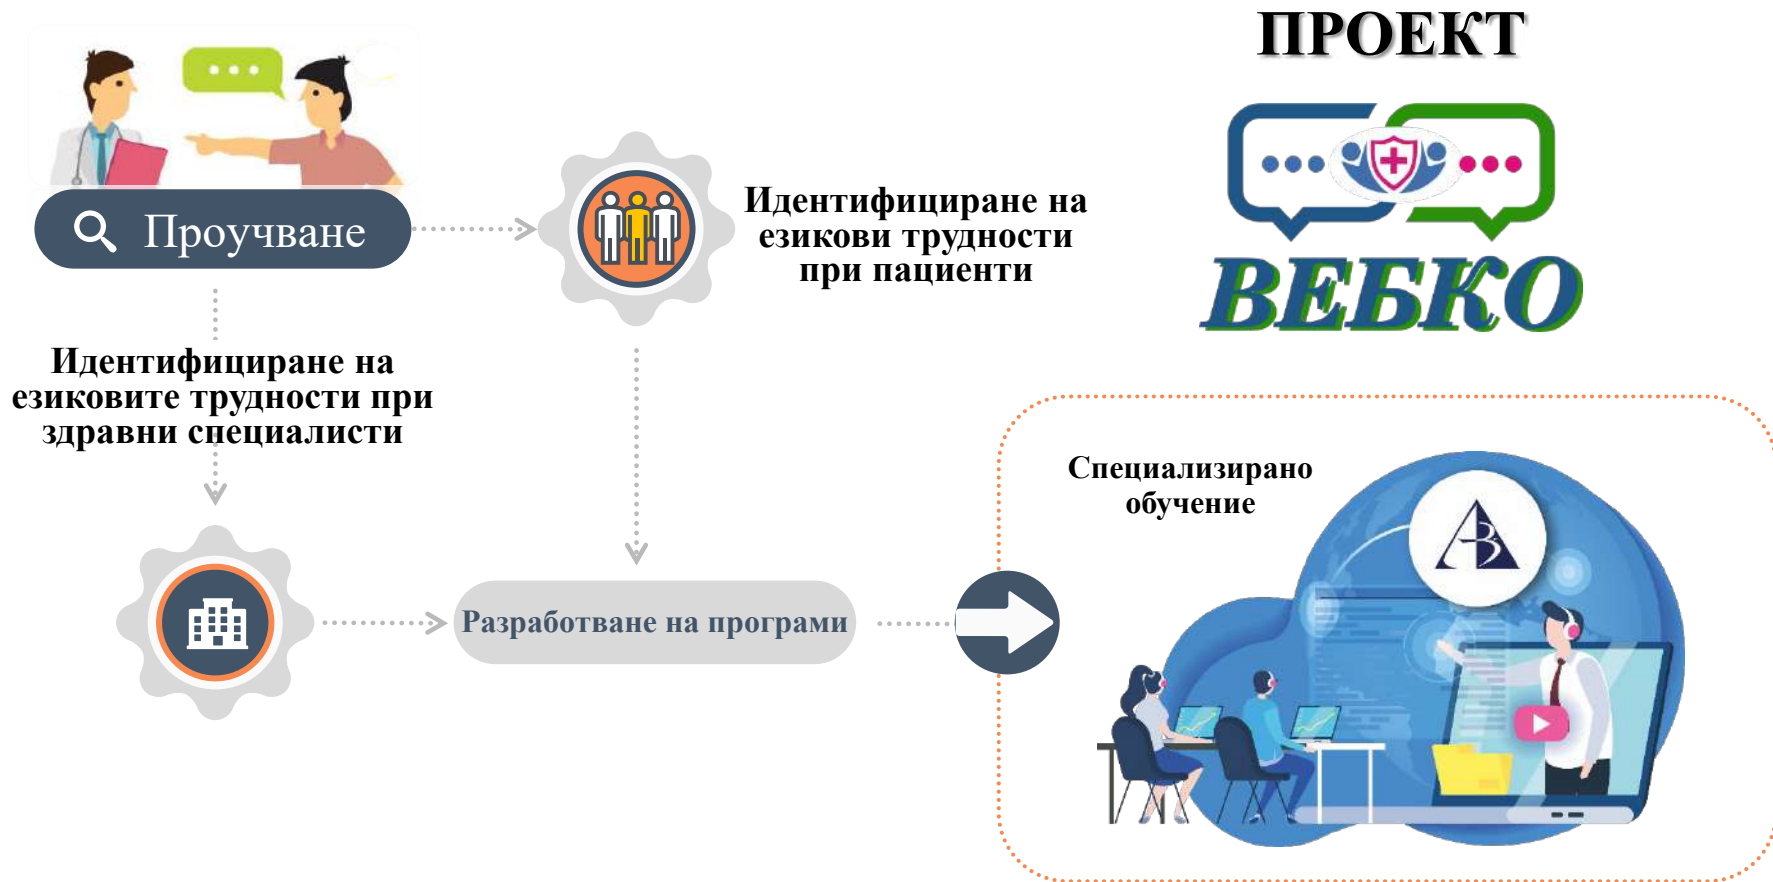 ПРОЕКТ
ВЕБКО
Проучване
Идентифициране на
езикови трудности
при пациенти
Идентифициране на
езиковите трудности при
здравни специалисти
Разработване на програми
Специализирано
обучение
АВ